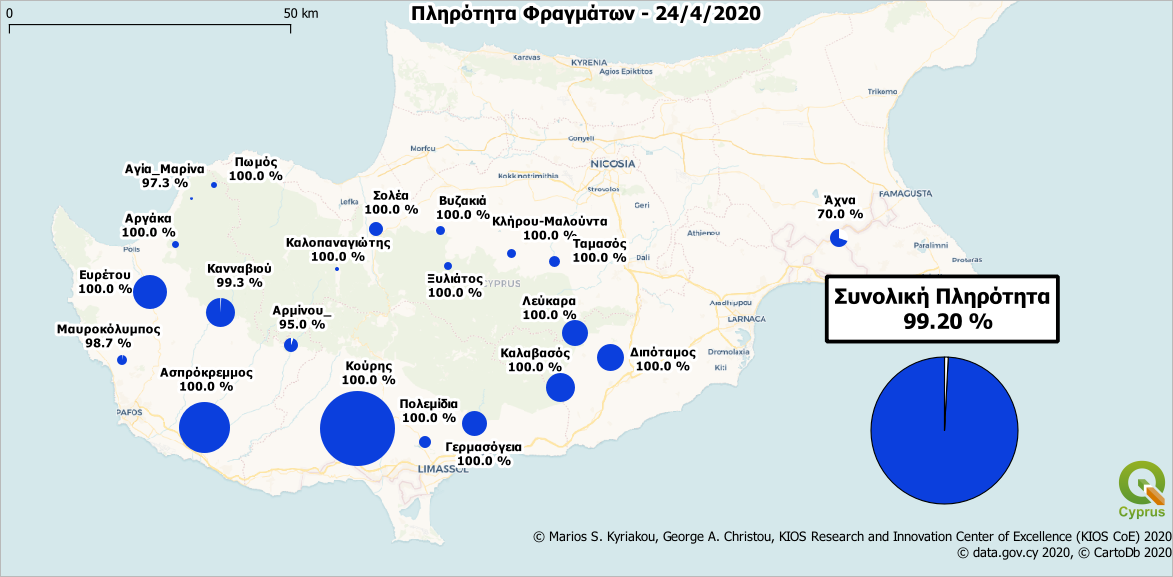 0 50 km
Πληρότητα Φραγμάτων - 24/4/2020
Karavas
KYRENIA
Agios Epiktitos
Trikomo
Gonyeli
Morfou
NICOSIA
Kokkinotrimithia
Strovolos
Αγία_Μαρίνα
97.3 %
Πωμός
100.0 %
Lefka
Σολέα
100.0 %
Βυζακιά
100.0 %
Geri
Άχνα
70.0 %
FAMAGUSTA
Αργάκα
100.0 %
Polis
Κλήρου-Μαλούντα
100.0 %
Athienou
Paralimni
Καλοπαναγιώτης
100.0 %
Ταμασός
100.0 %
Dali
Protaras
Ευρέτου
100.0 %
Κανναβιού
99.3 %
Ξυλιάτος
100.0 %
CYPRUS
Συνολική Πληρότητα
99.20 %
Λεύκαρα
100.0 %
Aradhippou
LARNACA
Αρμίνου_
95.0 %
Μαυροκόλυμπος
98.7 %
Καλαβασός
100.0 %
Διπόταμος
100.0 %
Dromolaxia
Kiti
Ασπρόκρεμμος
100.0 %
Κούρης
100.0 %
PAFOS
Πολεμίδια
100.0 %
Γερμασόγεια
100.0 %
LIMASSOL
Cyprus
© Marios S. Kyriakou, George A. Christou, KIOS Research and Innovation Center of Excellence (KIOS CoE) 2020
© data.gov.cy 2020, © CartoDb 2020